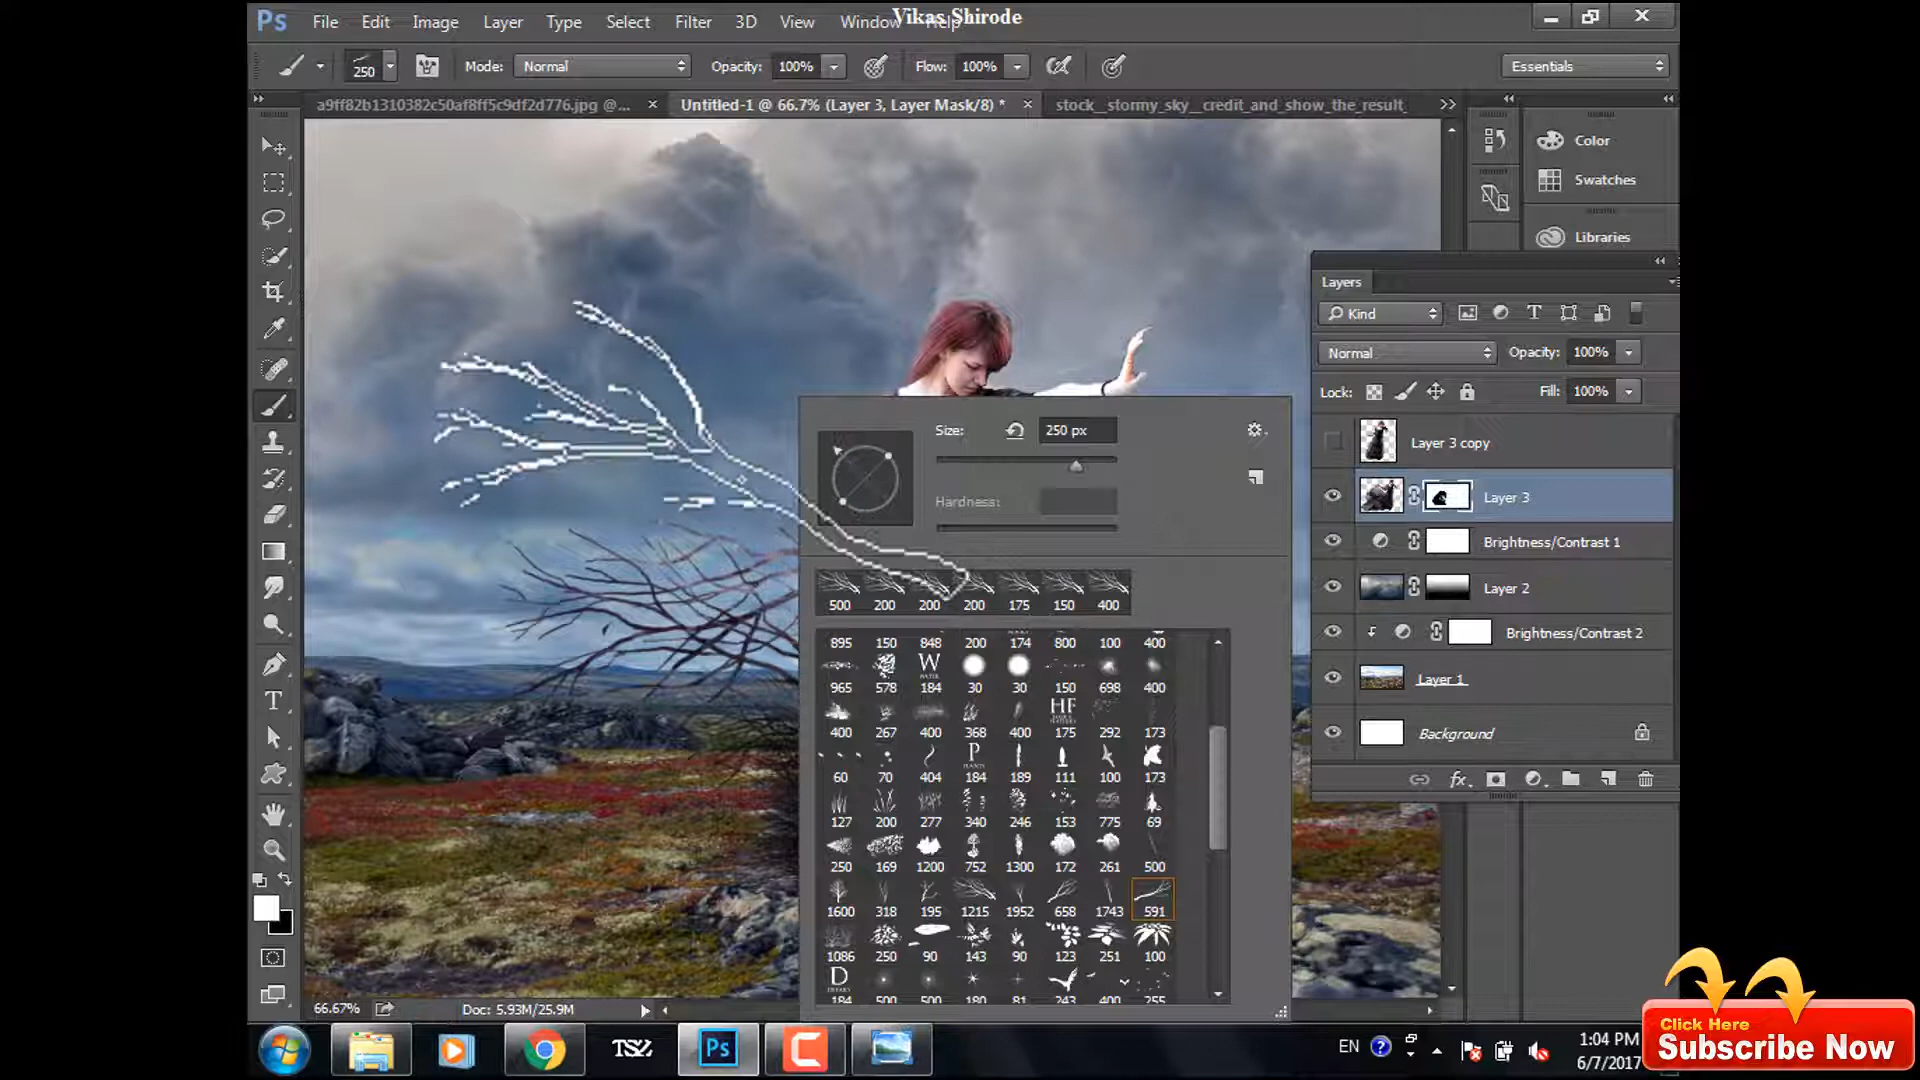 Vikas Shirode
Ps File Edit Image Layer Type Select Filter 3D View Window Help
250 Mode: Normal Opacity: 100% Flow: 100% Essentials
a9ff82b1310382c50af8ff5c9df2d776.jpg @... × Untitled-1 @ 66.7% (Layer 3, Layer Mask/8) * × stock__stormy_sky__credit_and_show_the_result_
Color
Swatches
Libraries
Layers
Kind
Normal Opacity: 100%
Lock: Fill: 100%
Layer 3 copy
Layer 3
Brightness/Contrast 1
Layer 2
Brightness/Contrast 2
Layer 1
Background
Size: 250 px
Hardness:
500 200 200 200 175 150 400
895 150 848 200 174 800 100 400
W
965 578 184 30 30 150 698 400
HF
400 267 400 368 400 175 292 173
P
PLANTS
60 70 404 184 189 111 100 173
127 200 277 340 246 153 775 69
250 169 1200 752 1300 172 261 500
1600 318 195 1215 1952 658 1743 591
1086 250 90 143 90 123 251 100
D
184 500 500 180 81 243 400 255
66.67% Doc: 5.93M/25.9M
Ps
EN
1:04 PM
6/7/2017
Click Here
Subscribe Now